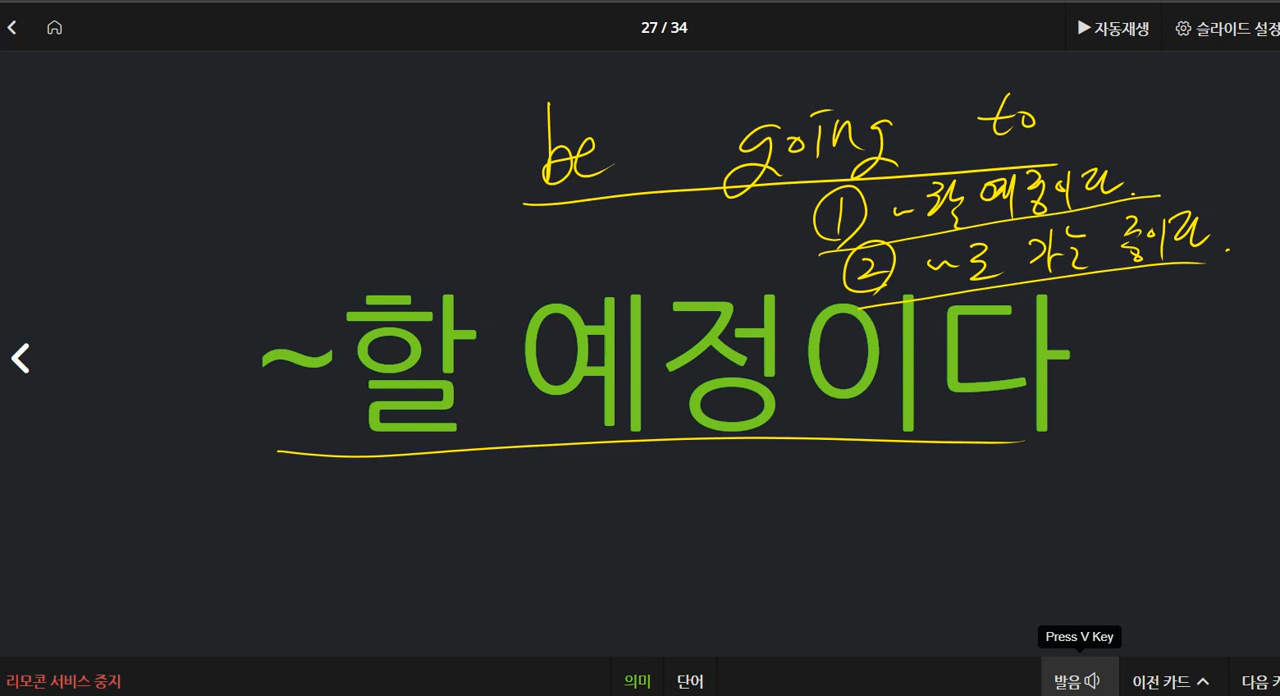 27 / 34
▶ 자동재생
슬라이드 설정
be going to
① ~할 예정이다.
② ~로 가는 중이다.
~할 예정이다
Press V Key
리모콘 서비스 중지
의미
단어
발음
이전 카드
다음